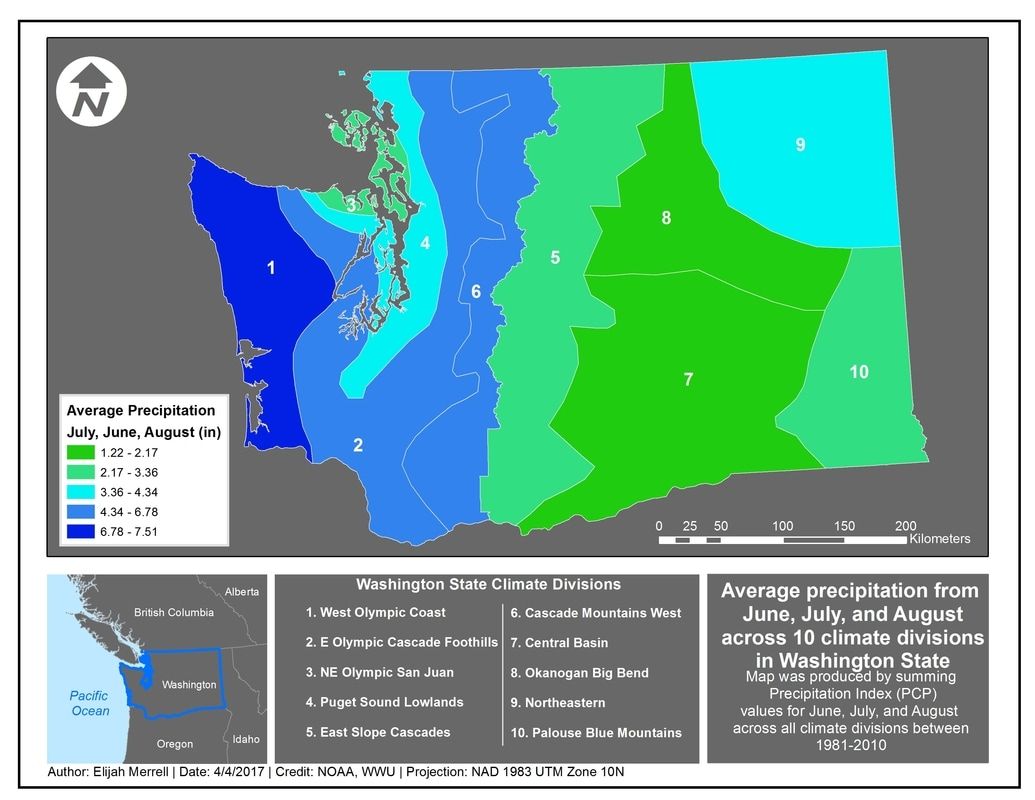 N
9
8
3
4
1
5
6
10
7
2
Average Precipitation
July, June, August (in)
1.22 - 2.17
2.17 - 3.36
3.36 - 4.34
4.34 - 6.78
6.78 - 7.51
0 25 50 100 150 200
Kilometers
Alberta
British Columbia
Washington
Pacific
Ocean
Oregon
Idaho
Washington State Climate Divisions
1. West Olympic Coast
2. E Olympic Cascade Foothills
3. NE Olympic San Juan
4. Puget Sound Lowlands
5. East Slope Cascades
6. Cascade Mountains West
7. Central Basin
8. Okanogan Big Bend
9. Northeastern
10. Palouse Blue Mountains
Average precipitation from
June, July, and August
across 10 climate divisions
in Washington State
Map was produced by summing
Precipitation Index (PCP)
values for June, July, and August
across all climate divisions between
1981-2010
Author: Elijah Merrell | Date: 4/4/2017 | Credit: NOAA, WWU | Projection: NAD 1983 UTM Zone 10N